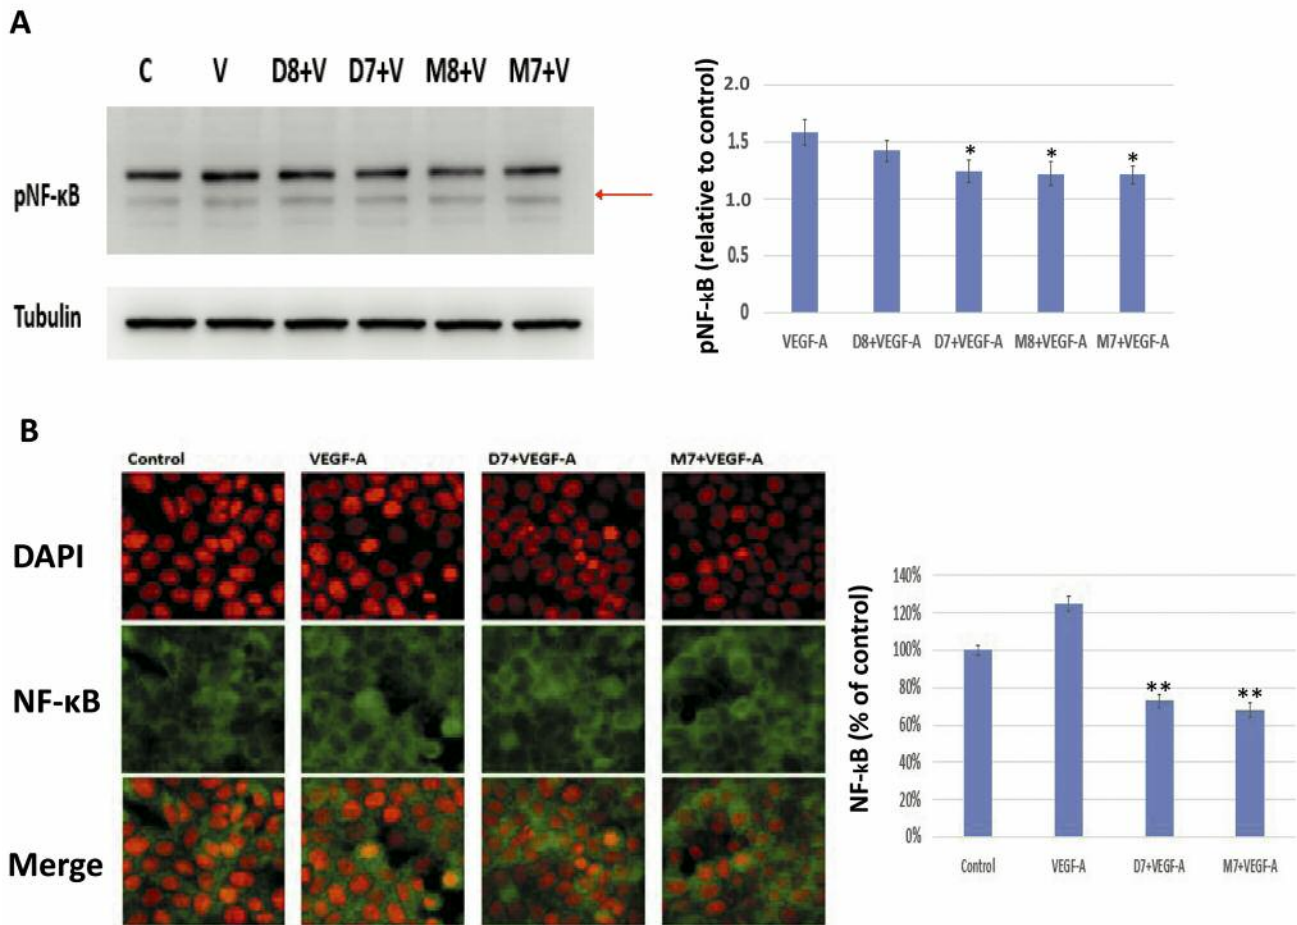 A
C V D8+V D7+V M8+V M7+V
pNF-κB
Tubulin
pNF-κB (relative to control)
2.0
1.5
1.0
0.5
0
* * *
VEGF-A D8+VEGF-A D7+VEGF-A M8+VEGF-A M7+VEGF-A
B
Control VEGF-A D7+VEGF-A M7+VEGF-A
DAPI
NF-κB
Merge
NF-κB (% of control)
140%
120%
100%
80%
60%
40%
20%
0%
** **
Control VEGF-A D7+VEGF-A M7+VEGF-A